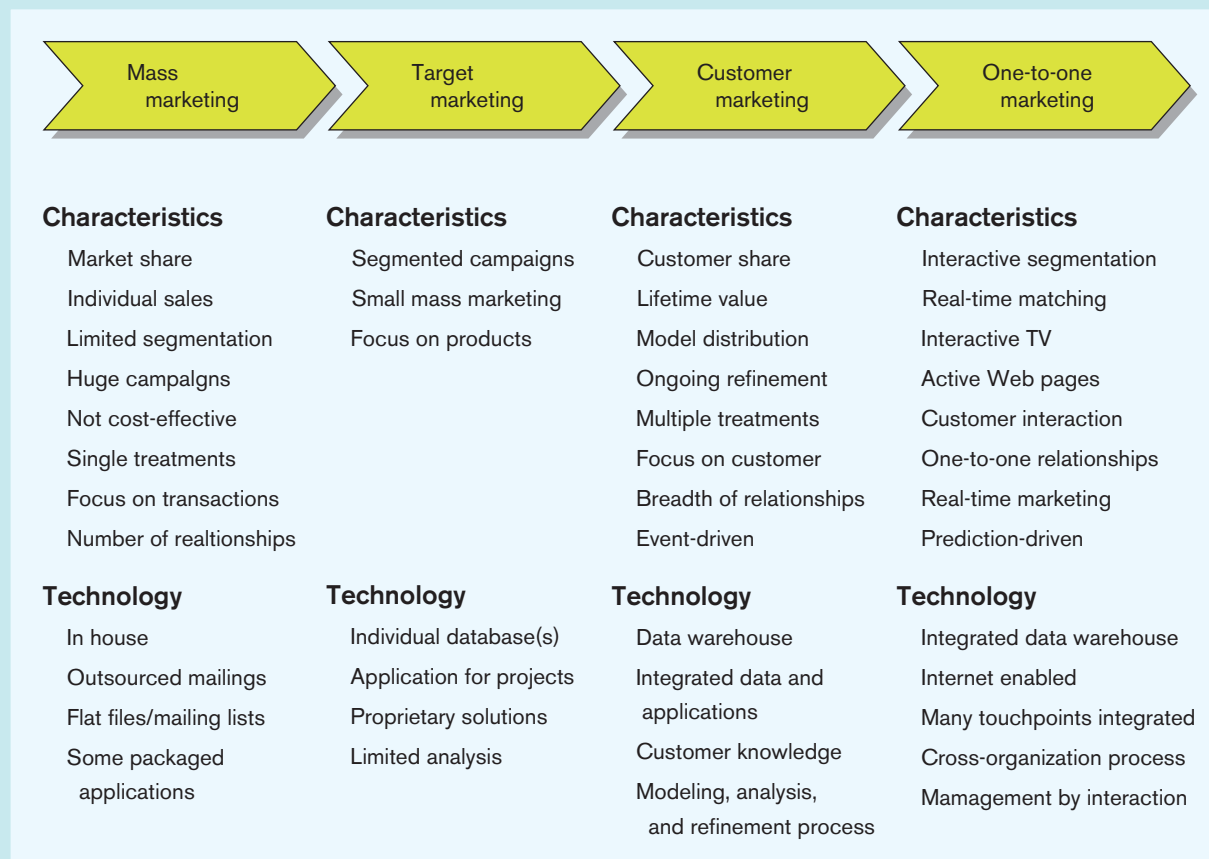 Mass
marketing
Target
marketing
Customer
marketing
One-to-one
marketing
Characteristics
Market share
Individual sales
Limited segmentation
Huge campalgns
Not cost-effective
Single treatments
Focus on transactions
Number of realtionships
Technology
In house
Outsourced mailings
Flat files/mailing lists
Some packaged
applications
Characteristics
Segmented campaigns
Small mass marketing
Focus on products
Technology
Individual database(s)
Application for projects
Proprietary solutions
Limited analysis
Characteristics
Customer share
Lifetime value
Model distribution
Ongoing refinement
Multiple treatments
Focus on customer
Breadth of relationships
Event-driven
Technology
Data warehouse
Integrated data and
applications
Customer knowledge
Modeling, analysis,
and refinement process
Characteristics
Interactive segmentation
Real-time matching
Interactive TV
Active Web pages
Customer interaction
One-to-one relationships
Real-time marketing
Prediction-driven
Technology
Integrated data warehouse
Internet enabled
Many touchpoints integrated
Cross-organization process
Mamagement by interaction